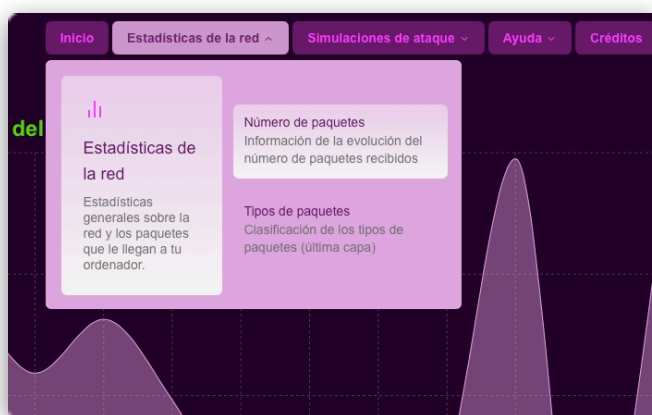 Inicio
Estadísticas de la red
Simulaciones de ataque
Ayuda
Créditos
del
Estadísticas de
la red
Estadísticas
generales sobre la
red y los paquetes
que le llegan a tu
ordenador.
Número de paquetes
Información de la evolución del
número de paquetes recibidos
Tipos de paquetes
Clasificación de los tipos de
paquetes (última capa)